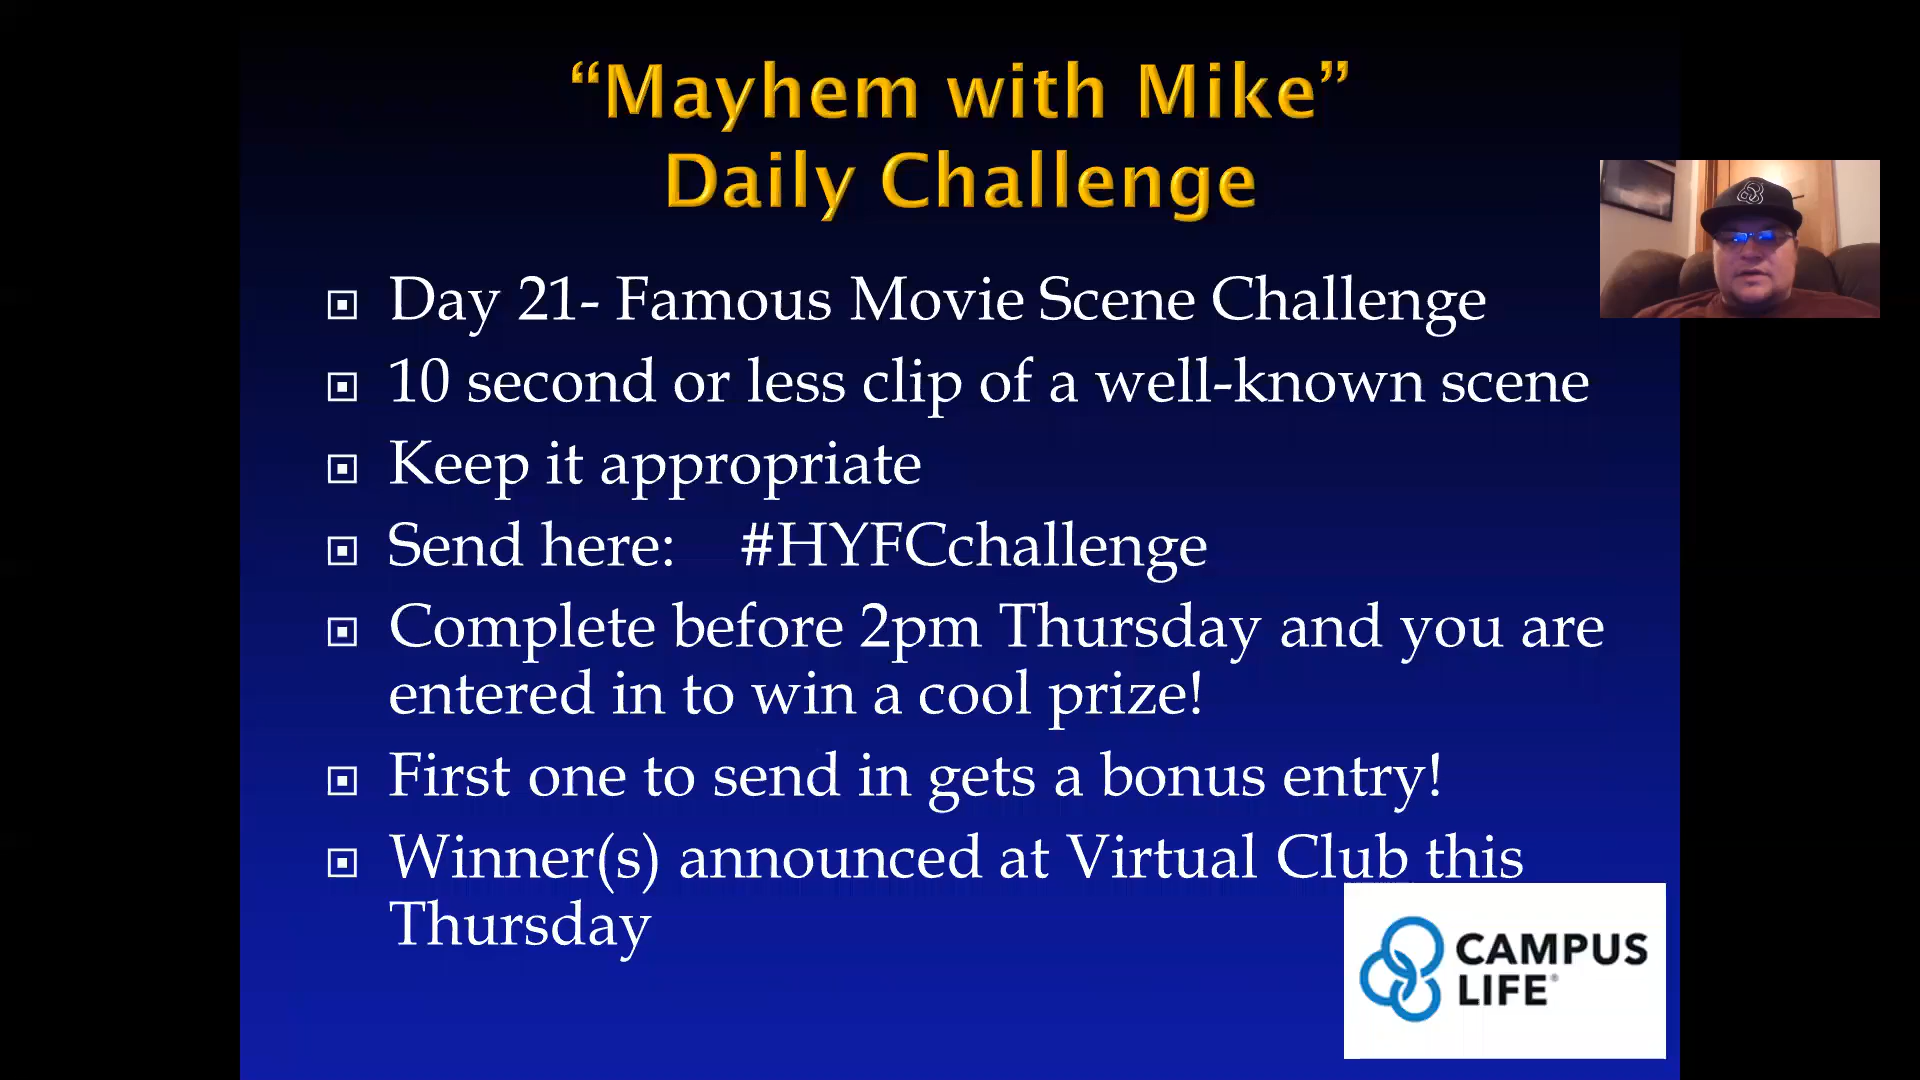 “Mayhem with Mike”
Daily Challenge
Day 21- Famous Movie Scene Challenge
10 second or less clip of a well-known scene
Keep it appropriate
Send here: #HYFCchallenge
Complete before 2pm Thursday and you are
entered in to win a cool prize!
First one to send in gets a bonus entry!
Winner(s) announced at Virtual Club this
Thursday
CAMPUS
LIFE®